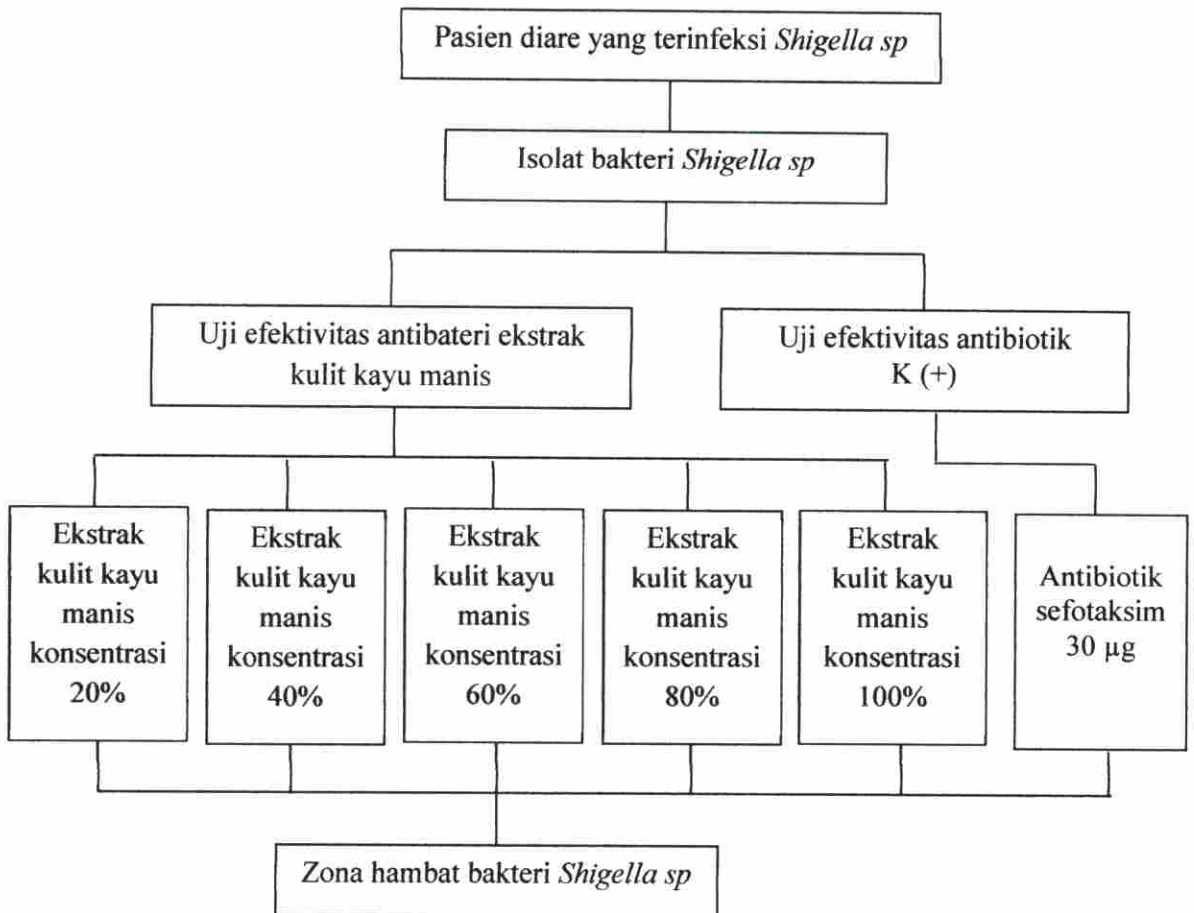 Pasien diare yang terinfeksi Shigella sp
Isolat bakteri Shigella sp
Uji efektivitas antibateri ekstrak
kulit kayu manis
Uji efektivitas antibiotik
K (+)
Ekstrak
kulit kayu
manis
konsentrasi
20%
Ekstrak
kulit kayu
manis
konsentrasi
40%
Ekstrak
kulit kayu
manis
konsentrasi
60%
Ekstrak
kulit kayu
manis
konsentrasi
80%
Ekstrak
kulit kayu
manis
konsentrasi
100%
Antibiotik
sefotaksim
30 µg
Zona hambat bakteri Shigella sp